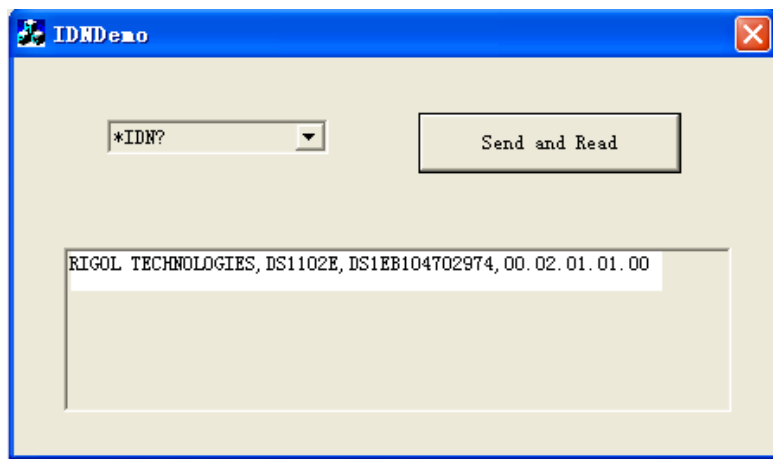 IDNDemo
*IDN?
Send and Read
RIGOL TECHNOLOGIES,DS1102E,DS1EB104702974,00.02.01.01.00